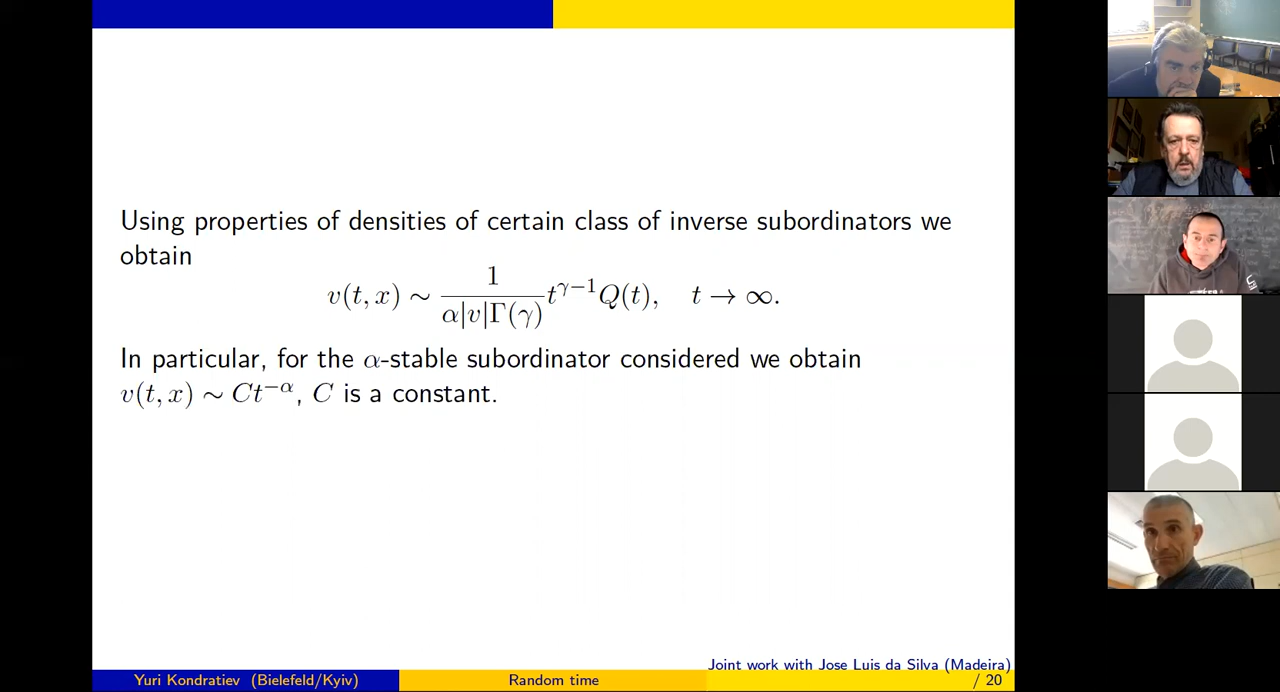 Using properties of densities of certain class of inverse subordinators we
obtain
v(t, x) ∼ \frac{1}{α|v|Γ(γ)} t^{γ−1}Q(t), t → ∞.
In particular, for the α-stable subordinator considered we obtain
v(t, x) ∼ Ct^{−α}, C is a constant.
Joint work with Jose Luis da Silva (Madeira)
Yuri Kondratiev (Bielefeld/Kyiv) Random time / 20